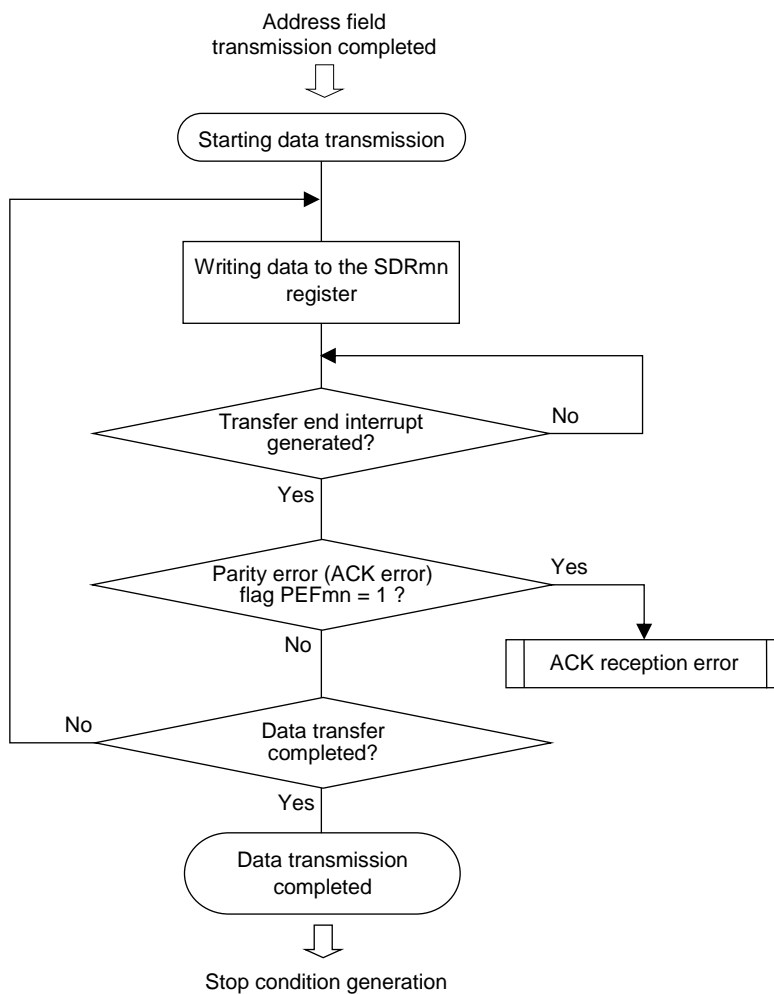 Address field
transmission completed
Starting data transmission
Writing data to the SDRmn
register
Transfer end interrupt
generated?
No
Yes
Parity error (ACK error)
flag PEFmn = 1 ?
Yes
No
ACK reception error
Data transfer
completed?
No
Yes
Data transmission
completed
Stop condition generation